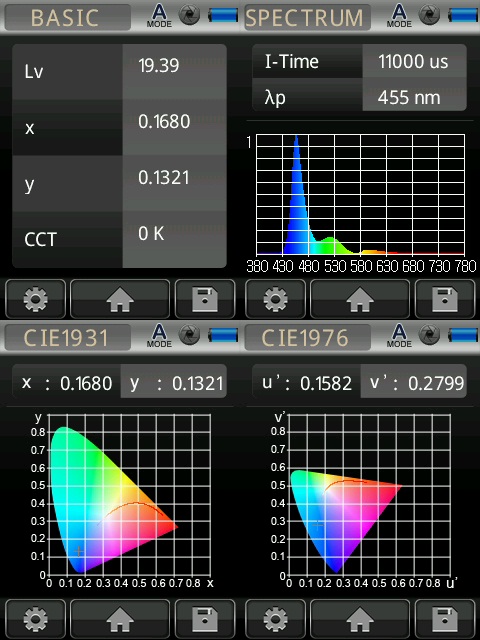 BASIC
A
MODE
Lv 19.39
x 0.1680
y 0.1321
CCT 0 K
SPECTRUM
A
MODE
I-Time 11000 us
λp 455 nm
1
380 430 480 530 580 630 680 730 780
CIE1931
A
MODE
x : 0.1680 y : 0.1321
y
0.8
0.7
0.6
0.5
0.4
0.3
0.2
0.1
0 0.1 0.2 0.3 0.4 0.5 0.6 0.7 0.8 x
CIE1976
A
MODE
u': 0.1582 v': 0.2799
v'
0.8
0.7
0.6
0.5
0.4
0.3
0.2
0.1
0 0.1 0.2 0.3 0.4 0.5 0.6 0.7 0.8 u'